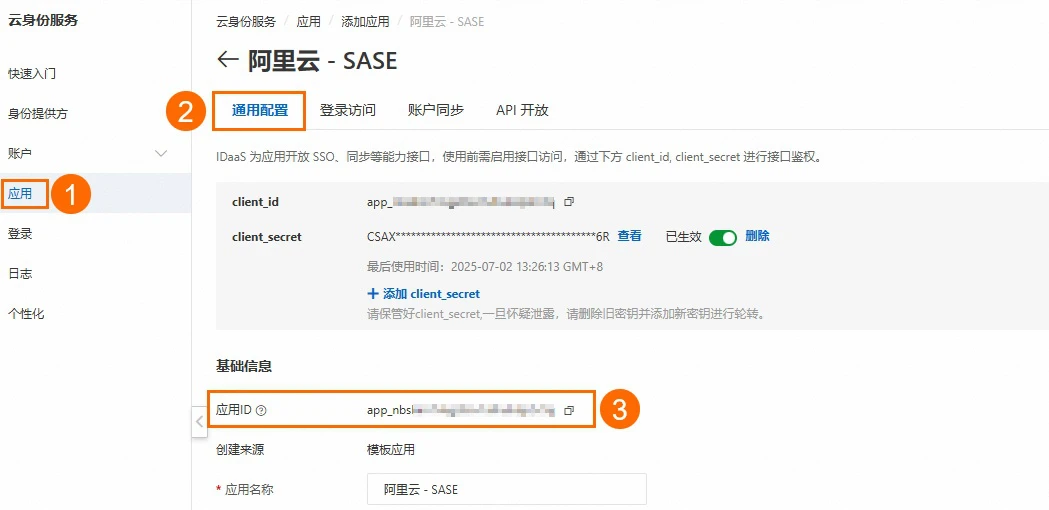 云身份服务
云身份服务 / 应用 / 添加应用 / 阿里云 - SASE
阿里云 - SASE
快速入门
身份提供方
账户
应用
登录
日志
个性化
1
2
通用配置 登录访问 账户同步 API 开放
IDaaS 为应用开放 SSO、同步等能力接口，使用前需启用接口访问，通过下方 client_id, client_secret 进行接口鉴权。
client_id app_
client_secret CSAX****************************************6R 查看 已生效 删除
最后使用时间：2025-07-02 13:26:13 GMT+8
+ 添加 client_secret
请保管好client_secret,一旦怀疑泄露，请删除旧密钥并添加新密钥进行轮转。
基础信息
应用ID app_nbsl
3
创建来源 模板应用
* 应用名称 阿里云 - SASE